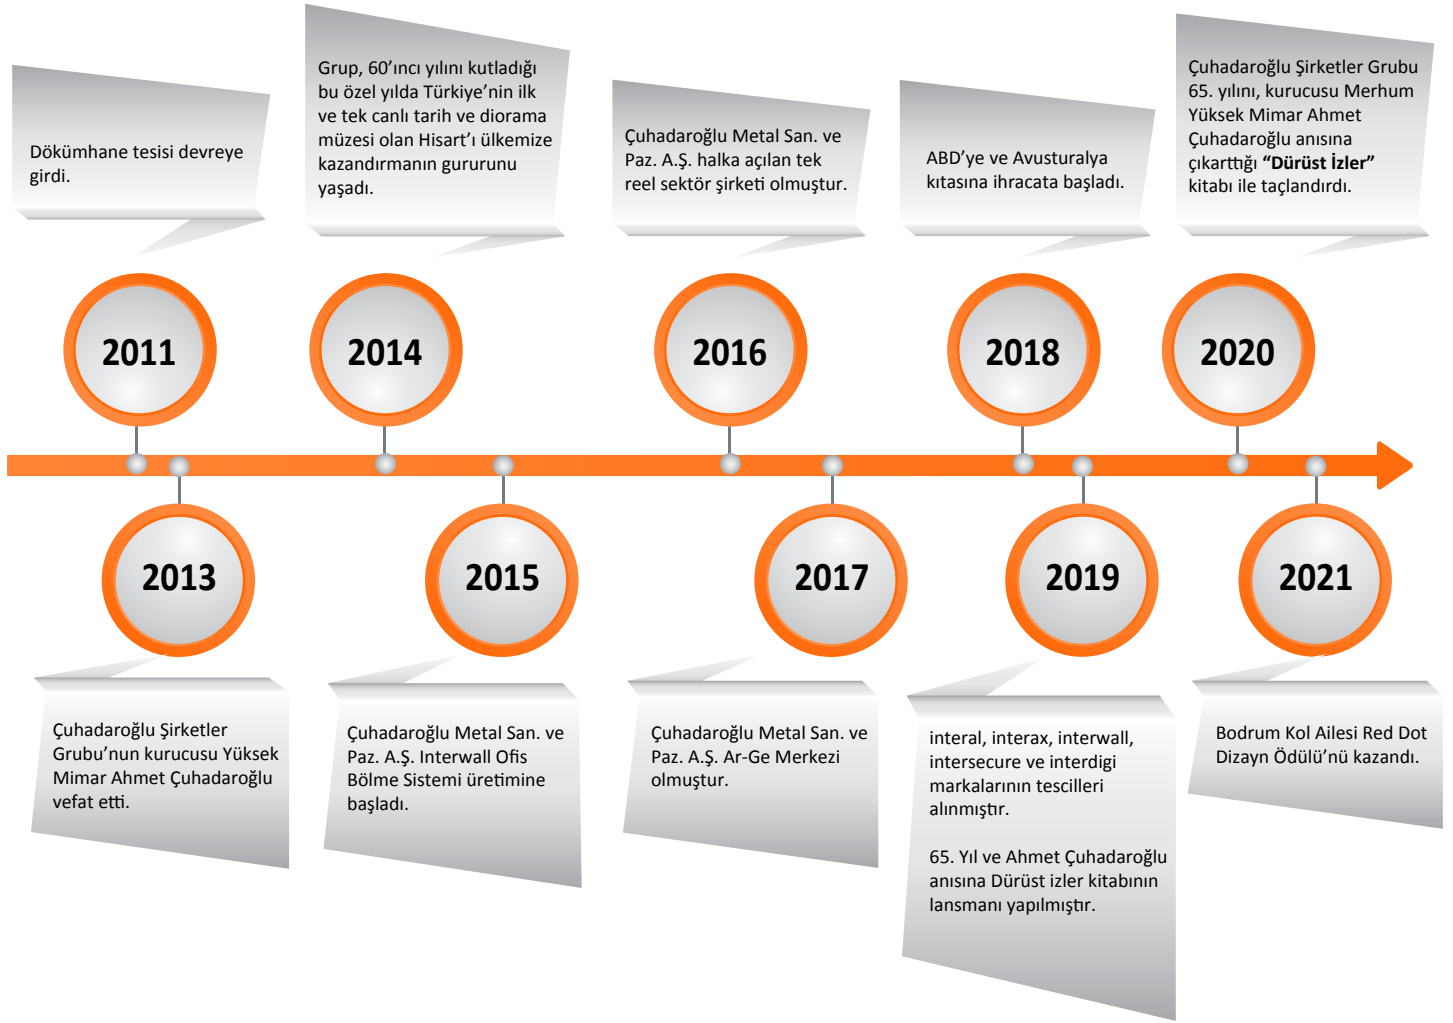 Dökümhane tesisi devreye
girdi.
Grup, 60’ıncı yılını kutladığı
bu özel yılda Türkiye’nin ilk
ve tek canlı tarih ve diorama
müzesi olan Hisart’ı ülkemize
kazandırmanın gururunu
yaşadı.
Çuhadaroğlu Metal San. ve
Paz. A.Ş. halka açılan tek
reel sektör şirketi olmuştur.
ABD’ye ve Avusturalya
kıtasına ihracata başladı.
Çuhadaroğlu Şirketler Grubu
65. yılını, kurucusu Merhum
Yüksek Mimar Ahmet
Çuhadaroğlu anısına
çıkarttığı “Dürüst İzler”
kitabı ile taçlandırdı.
2011
2014
2016
2018
2020
2013
2015
2017
2019
2021
Çuhadaroğlu Şirketler
Grubu’nun kurucusu Yüksek
Mimar Ahmet Çuhadaroğlu
vefat etti.
Çuhadaroğlu Metal San. ve
Paz. A.Ş. Interwall Ofis
Bölme Sistemi üretimine
başladı.
Çuhadaroğlu Metal San. ve
Paz. A.Ş. Ar-Ge Merkezi
olmuştur.
interal, interax, interwall,
intersecure ve interdigi
markalarının tescilleri
alınmıştır.
65. Yıl ve Ahmet Çuhadaroğlu
anısına Dürüst izler kitabının
lansmanı yapılmıştır.
Bodrum Kol Ailesi Red Dot
Dizayn Ödülü’nü kazandı.